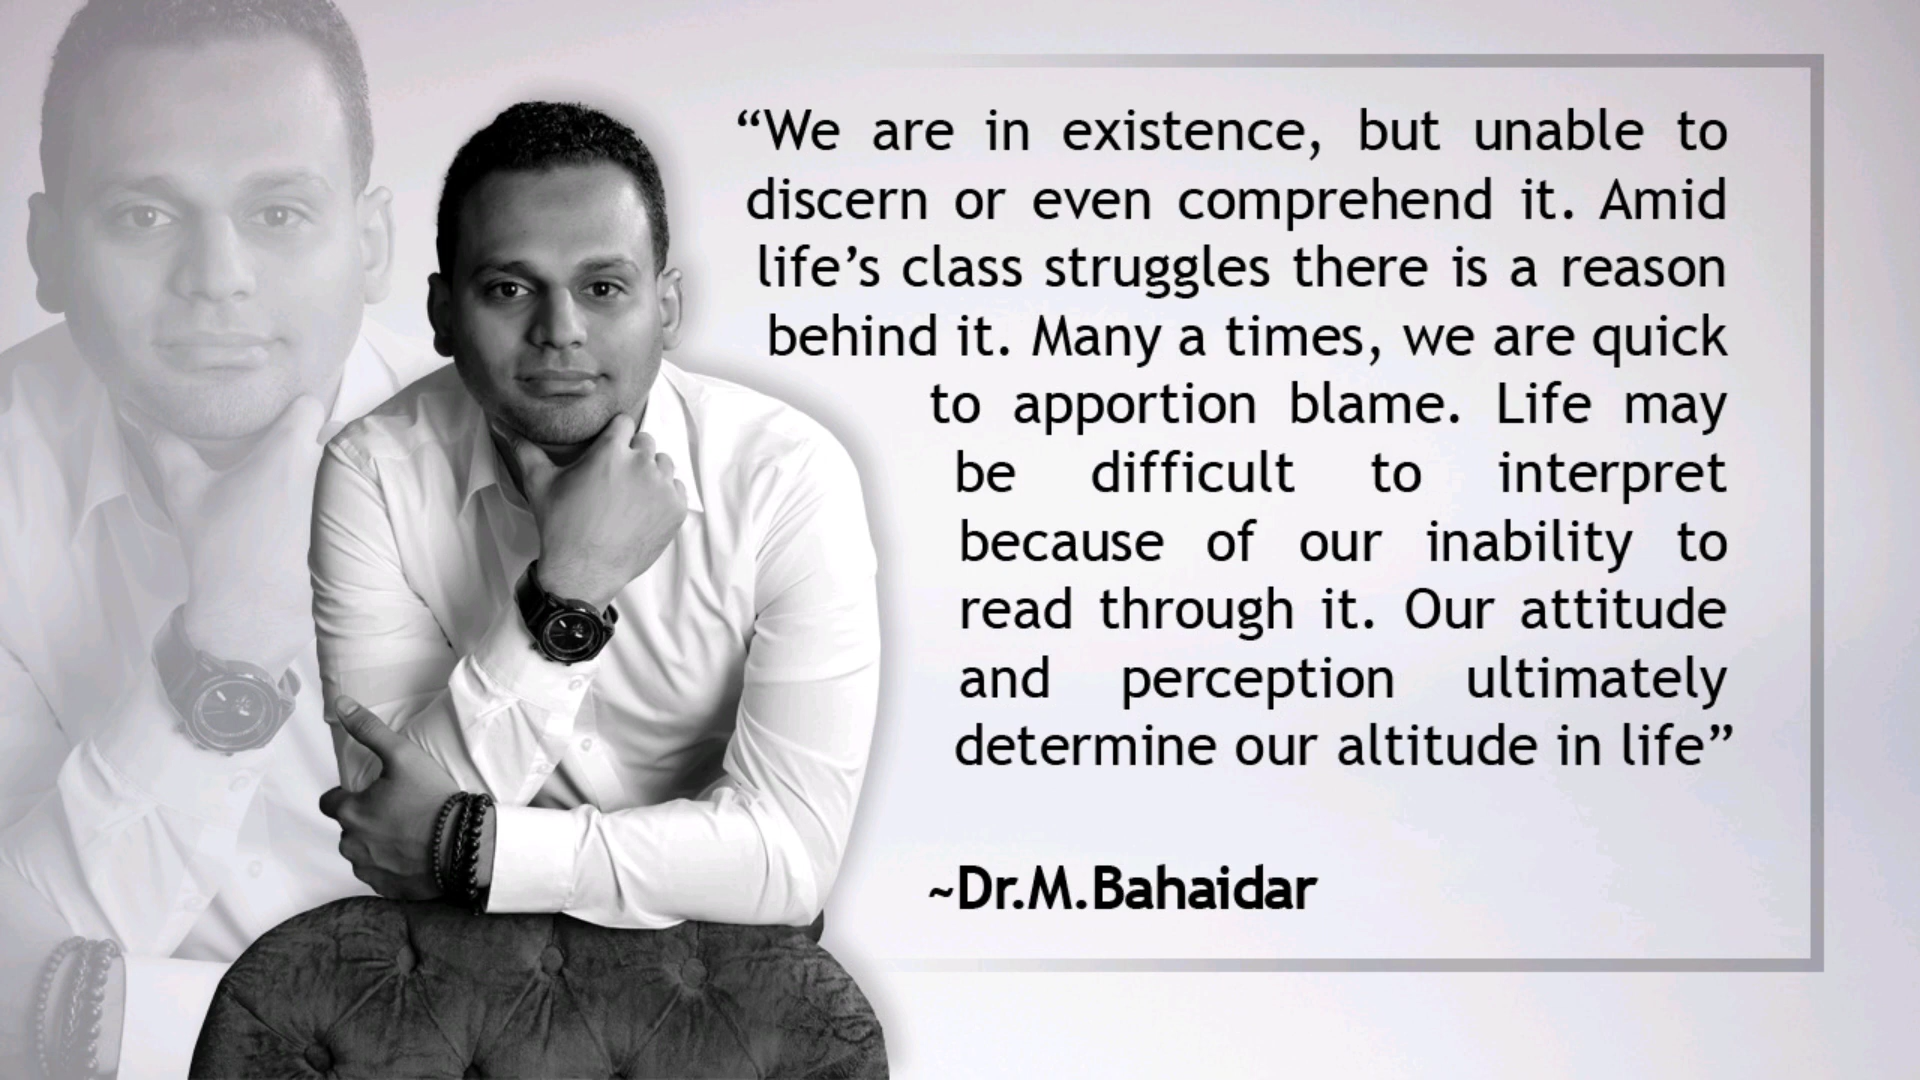 “We are in existence, but unable to
discern or even comprehend it. Amid
life’s class struggles there is a reason
behind it. Many a times, we are quick
to apportion blame. Life may
be difficult to interpret
because of our inability to
read through it. Our attitude
and perception ultimately
determine our altitude in life”
~Dr.M.Bahaidar